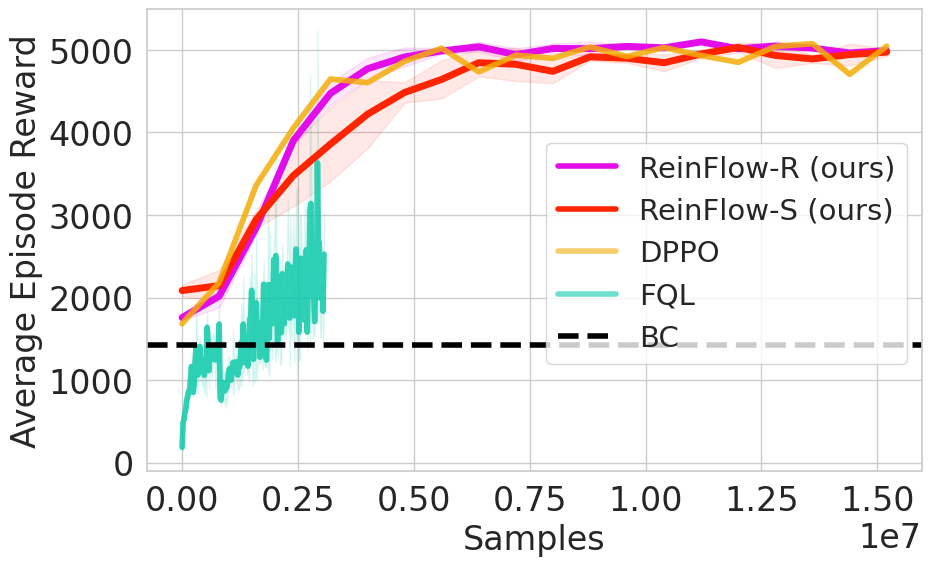 Average Episode Reward
5000
4000
3000
2000
1000
0
ReinFlow-R (ours)
ReinFlow-S (ours)
DPPO
FQL
BC
0.00 0.25 0.50 0.75 1.00 1.25 1.50
1e7
Samples